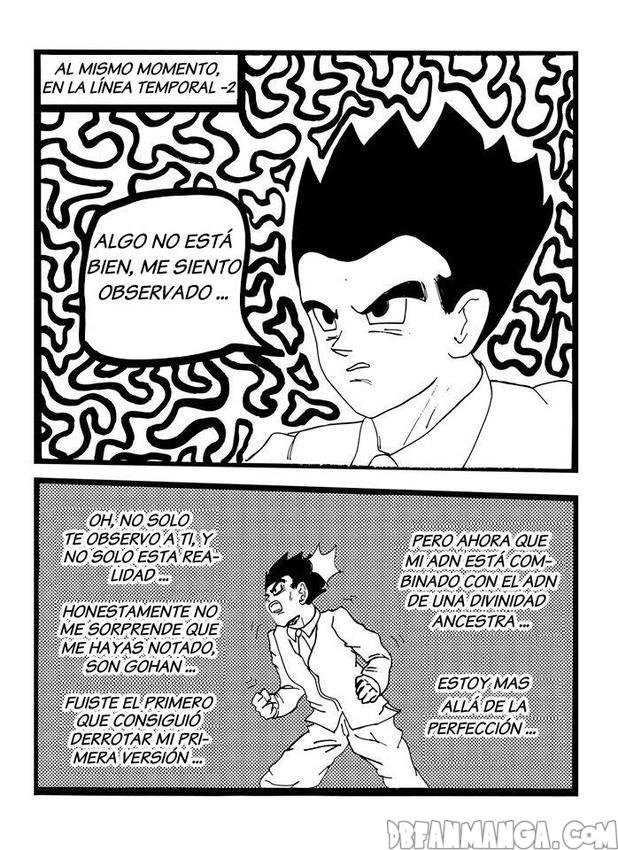 AL MISMO MOMENTO,
EN LA LÍNEA TEMPORAL -2
ALGO NO ESTÁ
BIEN, ME SIENTO
OBSERVADO ...
OH, NO SOLO
TE OBSERVO A TI, Y
NO SOLO ESTA REA-
LIDAD ...
HONESTAMENTE NO
ME SORPRENDE QUE
ME HAYAS NOTADO,
SON GOHAN ...
FUISTE EL PRIMERO
QUE CONSIGUIÓ
DERROTAR MI PRI-
MERA VERSIÓN ...
PERO AHORA QUE
MI ADN ESTÁ COM-
BINADO CON EL ADN
DE UNA DIVINIDAD
ANCESTRA ...
ESTOY MAS
ALLÁ DE LA
PERFECCIÓN ...
DBFANMANGA.COM